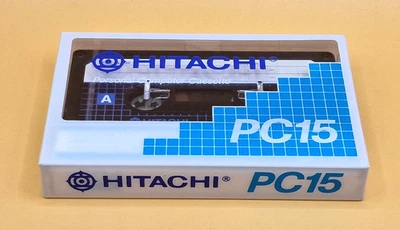 HITACHI
Personal Computer Cassette
A
PC15
HITACHI® PC15